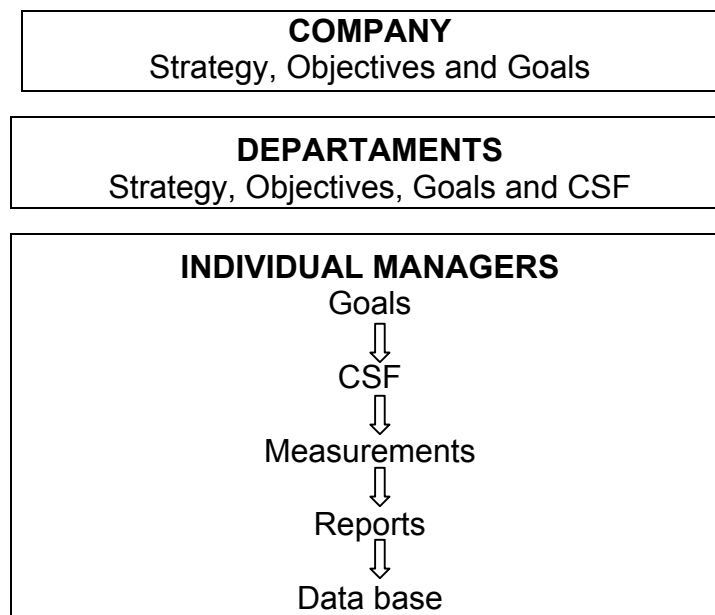 COMPANY
Strategy, Objectives and Goals
DEPARTAMENTS
Strategy, Objectives, Goals and CSF
INDIVIDUAL MANAGERS
Goals
CSF
Measurements
Reports
Data base